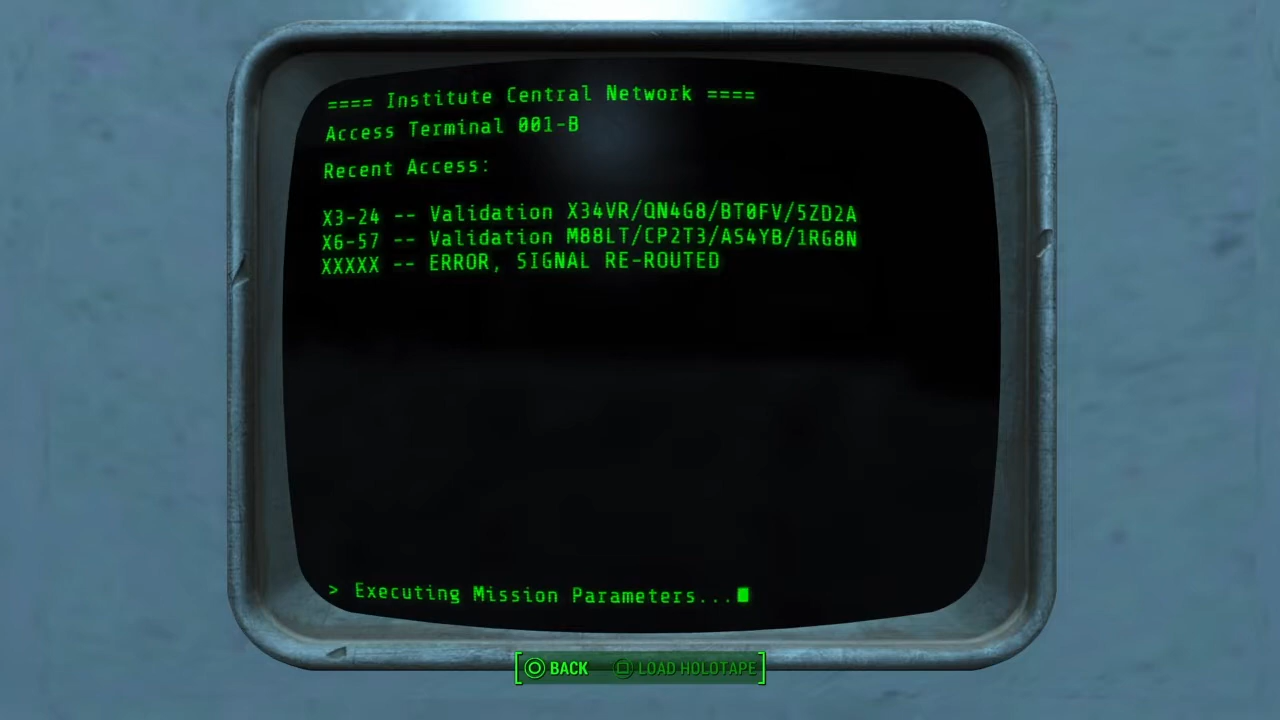 ==== Institute Central Network ====
Access Terminal 001-B
Recent Access:
X3-24 -- Validation X34VR/QN4G8/BT0FV/5ZD2A
X6-57 -- Validation M88LT/CP2T3/AS4YB/1RG8N
XXXXX -- ERROR, SIGNAL RE-ROUTED
> Executing Mission Parameters...
BACK LOAD HOLOTAPE